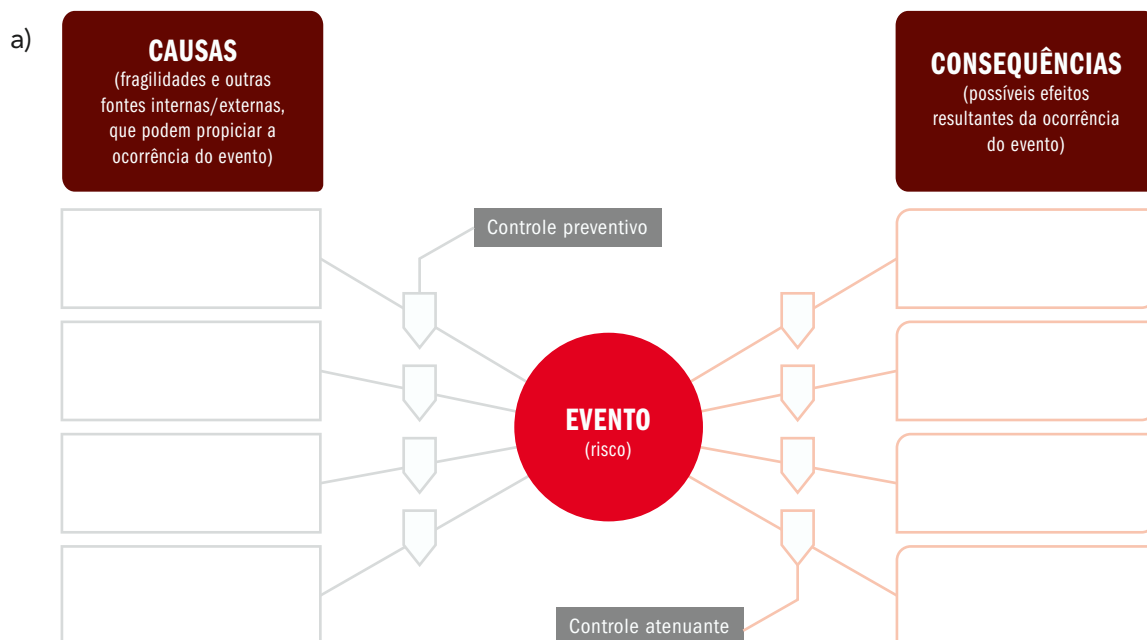 a)
CAUSAS
(fragilidades e outras
fontes internas/externas,
que podem propiciar a
ocorrência do evento)
CONSEQUÊNCIAS
(possíveis efeitos
resultantes da ocorrência
do evento)
Controle preventivo
EVENTO
(risco)
Controle atenuante